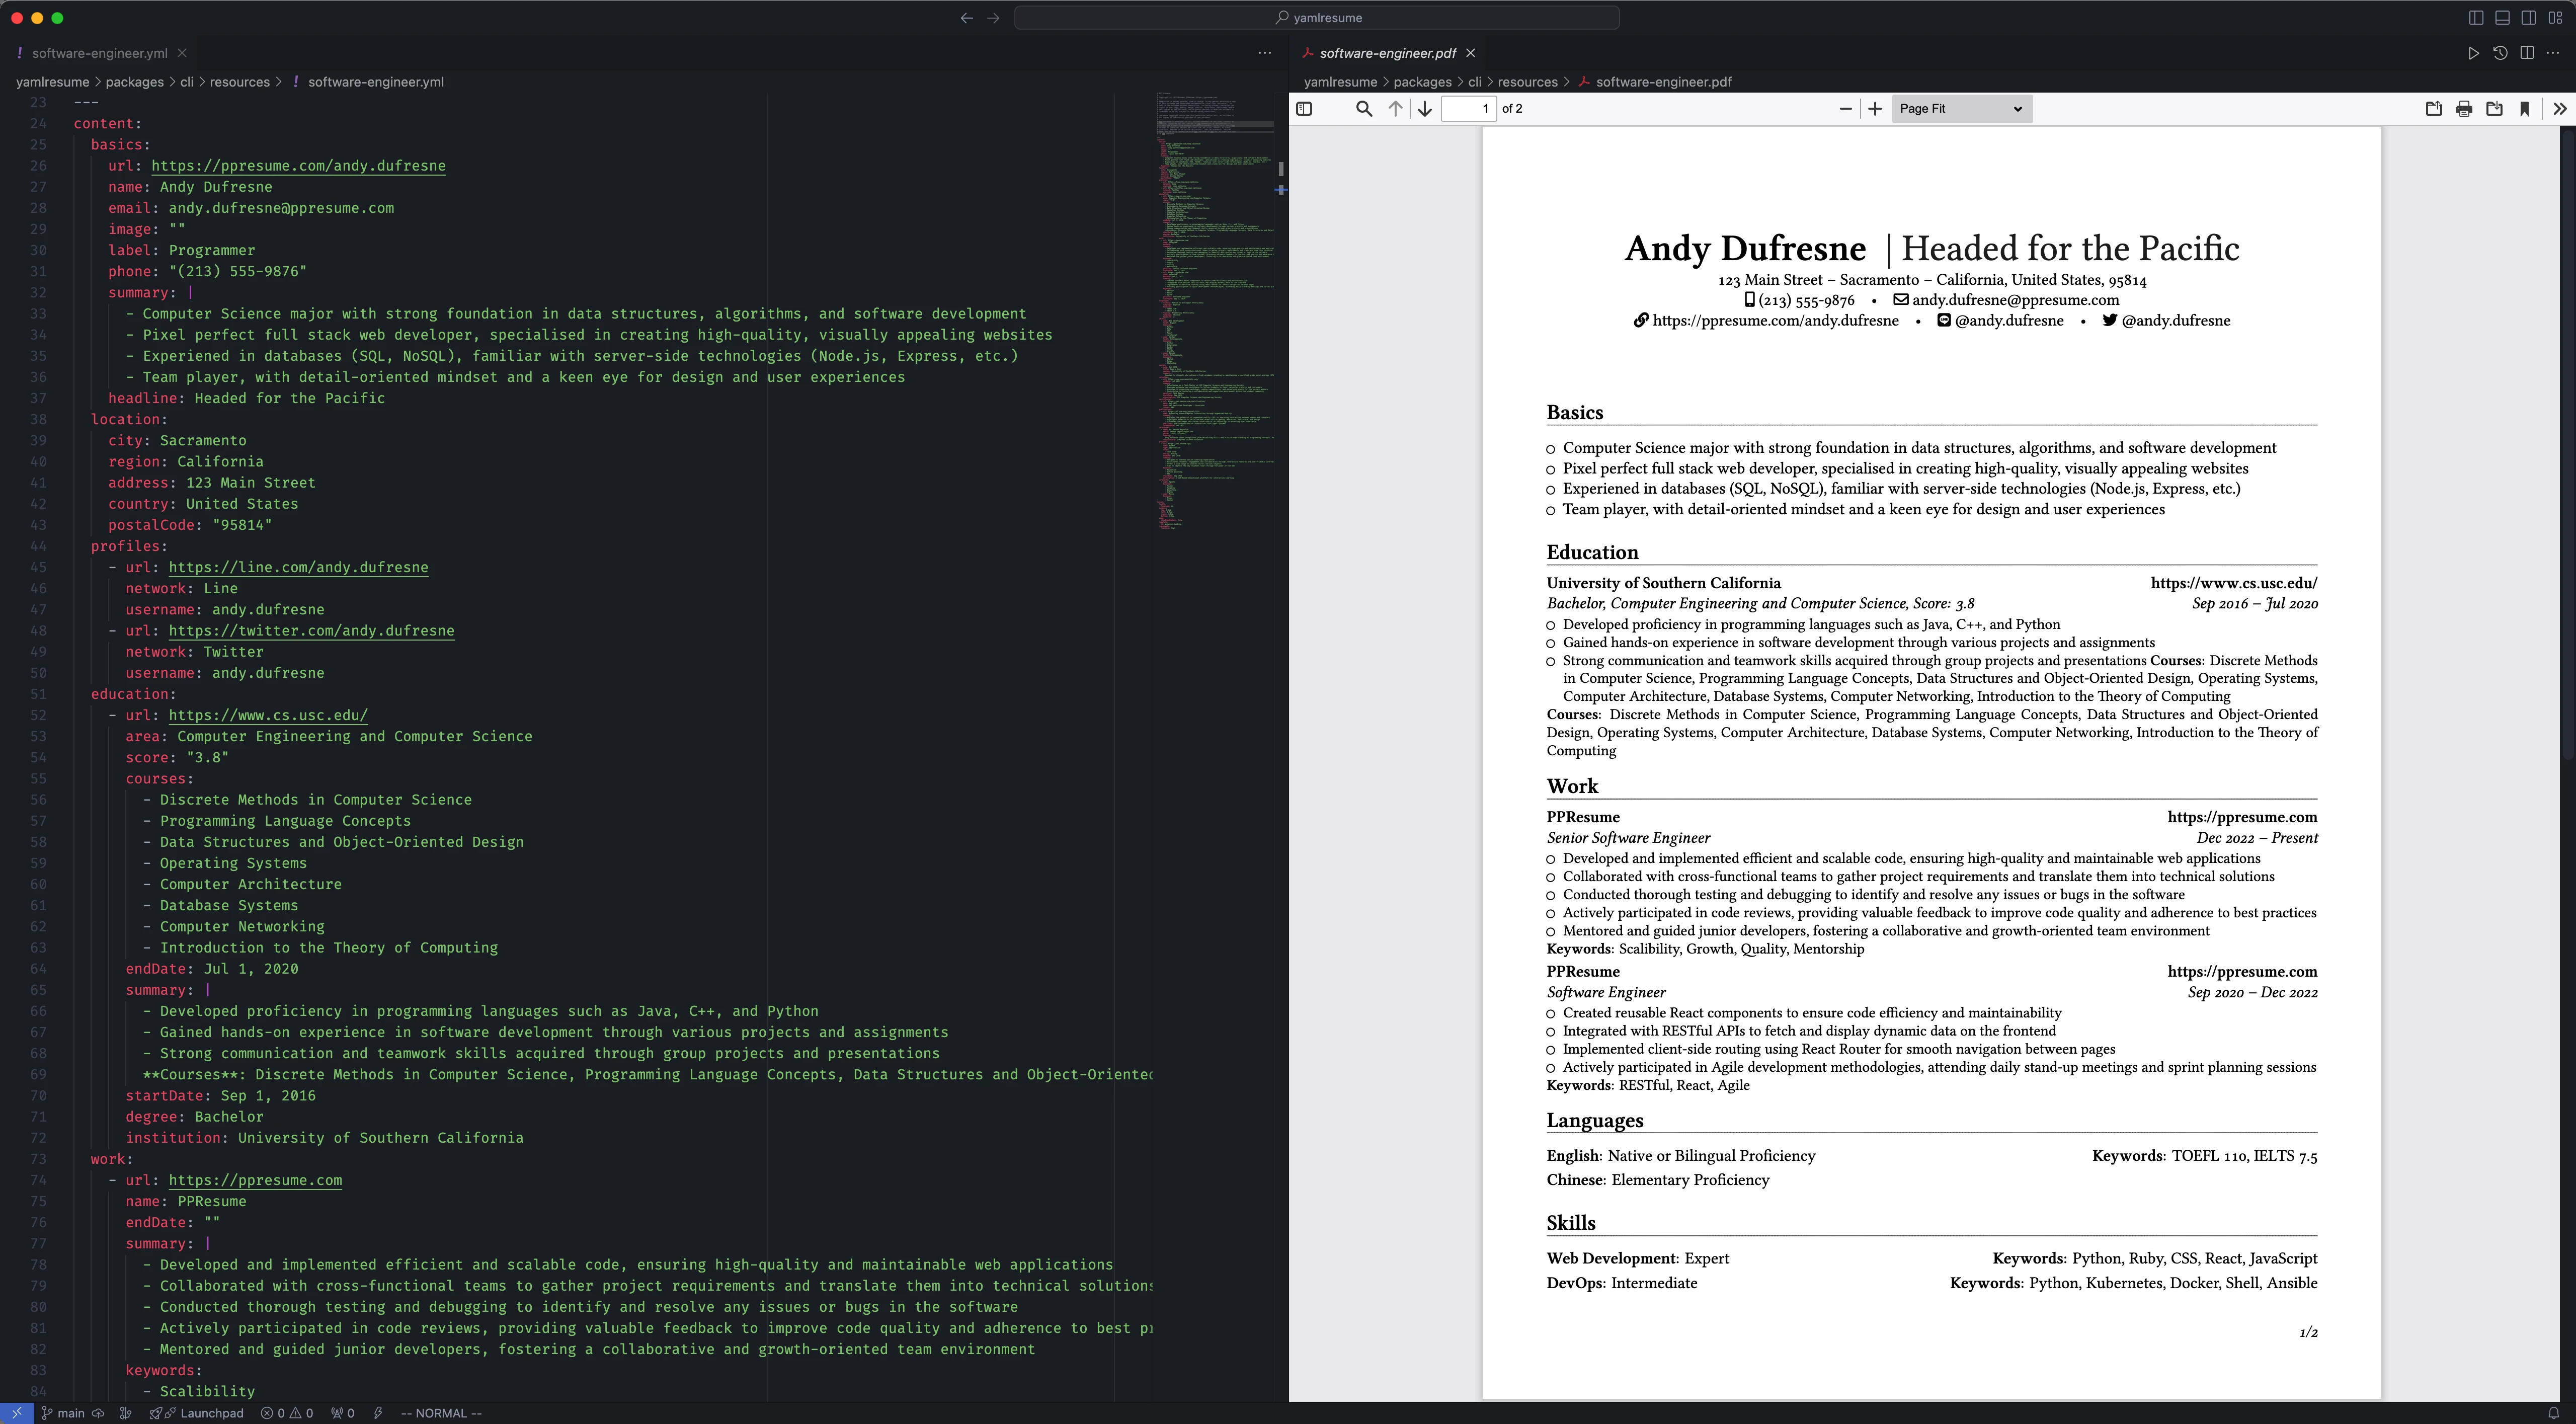 yamlresume
software-engineer.yml
yamlresume > packages > cli > resources > ! software-engineer.yml
23 ---
24 content:
25 basics:
26 url: https://ppresume.com/andy.dufresne
27 name: Andy Dufresne
28 email: andy.dufresne@ppresume.com
29 image: ""
30 label: Programmer
31 phone: "(213) 555-9876"
32 summary: |
33 - Computer Science major with strong foundation in data structures, algorithms, and software development
34 - Pixel perfect full stack web developer, specialised in creating high-quality, visually appealing websites
35 - Experiened in databases (SQL, NoSQL), familiar with server-side technologies (Node.js, Express, etc.)
36 - Team player, with detail-oriented mindset and a keen eye for design and user experiences
37 headline: Headed for the Pacific
38 location:
39 city: Sacramento
40 region: California
41 address: 123 Main Street
42 country: United States
43 postalCode: "95814"
44 profiles:
45 - url: https://line.com/andy.dufresne
46 network: Line
47 username: andy.dufresne
48 - url: https://twitter.com/andy.dufresne
49 network: Twitter
50 username: andy.dufresne
51 education:
52 - url: https://www.cs.usc.edu/
53 area: Computer Engineering and Computer Science
54 score: "3.8"
55 courses:
56 - Discrete Methods in Computer Science
57 - Programming Language Concepts
58 - Data Structures and Object-Oriented Design
59 - Operating Systems
60 - Computer Architecture
61 - Database Systems
62 - Computer Networking
63 - Introduction to the Theory of Computing
64 endDate: Jul 1, 2020
65 summary: |
66 - Developed proficiency in programming languages such as Java, C++, and Python
67 - Gained hands-on experience in software development through various projects and assignments
68 - Strong communication and teamwork skills acquired through group projects and presentations
69 **Courses**: Discrete Methods in Computer Science, Programming Language Concepts, Data Structures and Object-Oriented
70 startDate: Sep 1, 2016
71 degree: Bachelor
72 institution: University of Southern California
73 work:
74 - url: https://ppresume.com
75 name: PPResume
76 endDate: ""
77 summary: |
78 - Developed and implemented efficient and scalable code, ensuring high-quality and maintainable web applications
79 - Collaborated with cross-functional teams to gather project requirements and translate them into technical solutions
80 - Conducted thorough testing and debugging to identify and resolve any issues or bugs in the software
81 - Actively participated in code reviews, providing valuable feedback to improve code quality and adherence to best pr
82 - Mentored and guided junior developers, fostering a collaborative and growth-oriented team environment
83 keywords:
84 - Scalibility
main Launchpad 0 0 0 -- NORMAL --
software-engineer.pdf
yamlresume > packages > cli > resources > software-engineer.pdf
1 of 2 Page Fit
Andy Dufresne | Headed for the Pacific
123 Main Street – Sacramento – California, United States, 95814
(213) 555-9876 • andy.dufresne@ppresume.com
https://ppresume.com/andy.dufresne • @andy.dufresne • @andy.dufresne
Basics
Computer Science major with strong foundation in data structures, algorithms, and software development
Pixel perfect full stack web developer, specialised in creating high-quality, visually appealing websites
Experiened in databases (SQL, NoSQL), familiar with server-side technologies (Node.js, Express, etc.)
Team player, with detail-oriented mindset and a keen eye for design and user experiences
Education
University of Southern California https://www.cs.usc.edu/
Bachelor, Computer Engineering and Computer Science, Score: 3.8 Sep 2016 – Jul 2020
Developed proficiency in programming languages such as Java, C++, and Python
Gained hands-on experience in software development through various projects and assignments
Strong communication and teamwork skills acquired through group projects and presentations Courses: Discrete Methods
in Computer Science, Programming Language Concepts, Data Structures and Object-Oriented Design, Operating Systems,
Computer Architecture, Database Systems, Computer Networking, Introduction to the Theory of Computing
Courses: Discrete Methods in Computer Science, Programming Language Concepts, Data Structures and Object-Oriented
Design, Operating Systems, Computer Architecture, Database Systems, Computer Networking, Introduction to the Theory of
Computing
Work
PPResume https://ppresume.com
Senior Software Engineer Dec 2022 – Present
Developed and implemented efficient and scalable code, ensuring high-quality and maintainable web applications
Collaborated with cross-functional teams to gather project requirements and translate them into technical solutions
Conducted thorough testing and debugging to identify and resolve any issues or bugs in the software
Actively participated in code reviews, providing valuable feedback to improve code quality and adherence to best practices
Mentored and guided junior developers, fostering a collaborative and growth-oriented team environment
Keywords: Scalibility, Growth, Quality, Mentorship
PPResume https://ppresume.com
Software Engineer Sep 2020 – Dec 2022
Created reusable React components to ensure code efficiency and maintainability
Integrated with RESTful APIs to fetch and display dynamic data on the frontend
Implemented client-side routing using React Router for smooth navigation between pages
Actively participated in Agile development methodologies, attending daily stand-up meetings and sprint planning sessions
Keywords: RESTful, React, Agile
Languages
English: Native or Bilingual Proficiency Keywords: TOEFL 110, IELTS 7.5
Chinese: Elementary Proficiency
Skills
Web Development: Expert Keywords: Python, Ruby, CSS, React, JavaScript
DevOps: Intermediate Keywords: Python, Kubernetes, Docker, Shell, Ansible
1/2